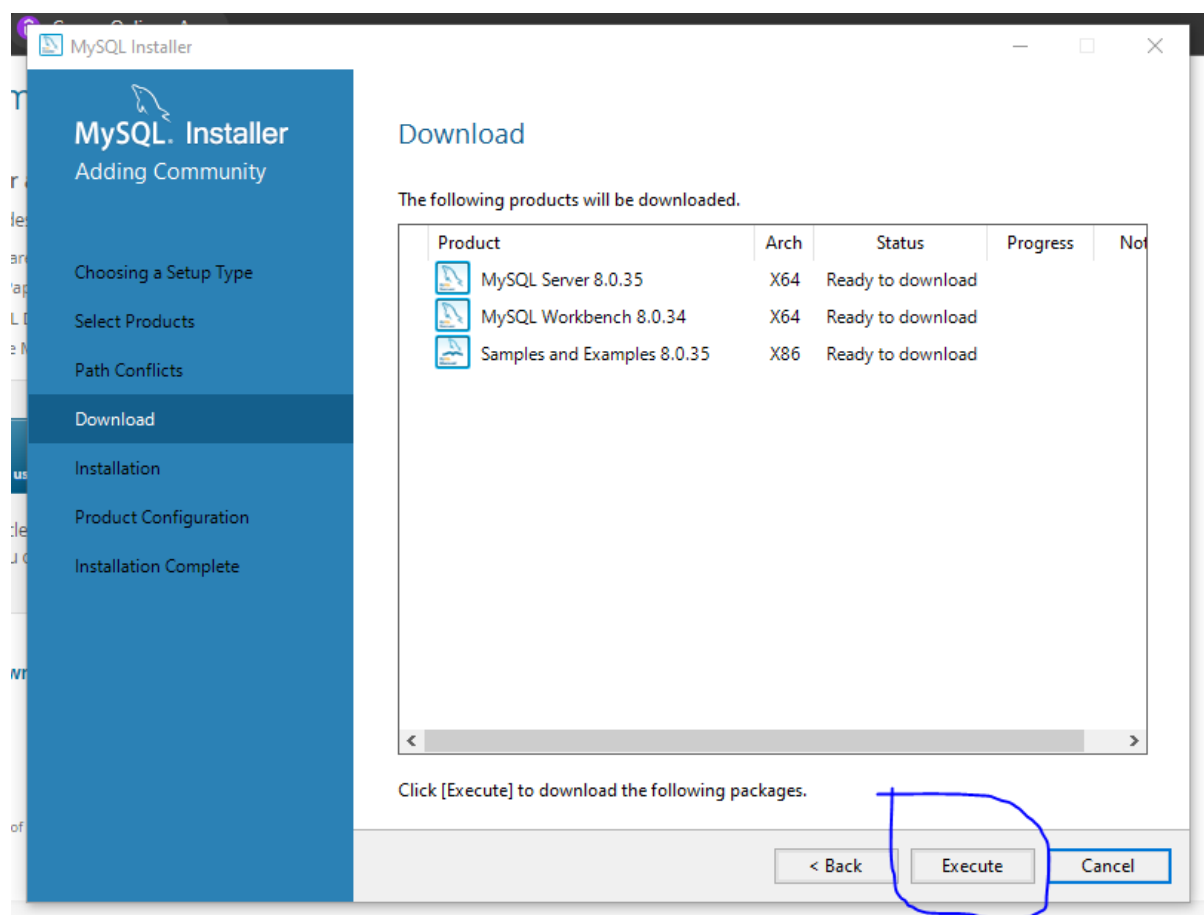 MySQL Installer
MySQL. Installer
Adding Community
Choosing a Setup Type
Select Products
Path Conflicts
Download
Installation
Product Configuration
Installation Complete
Download
The following products will be downloaded.
Product Arch Status Progress Not
MySQL Server 8.0.35 X64 Ready to download
MySQL Workbench 8.0.34 X64 Ready to download
Samples and Examples 8.0.35 X86 Ready to download
Click [Execute] to download the following packages.
< Back Execute Cancel